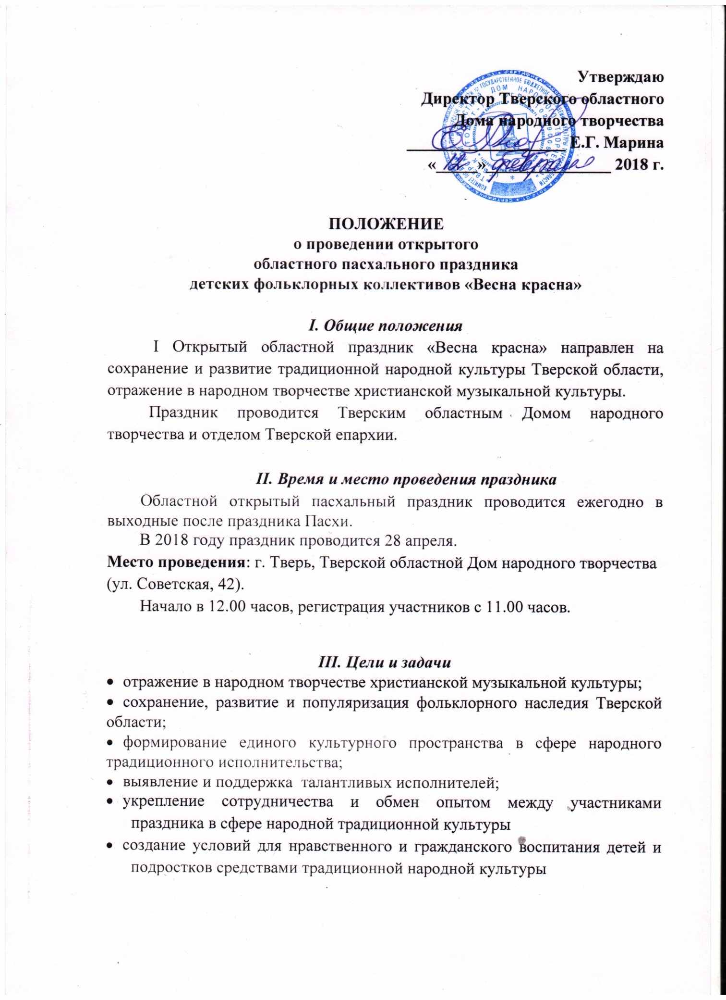 Утверждаю
Директор Тверского областного
Дома народного творчества
Е.Г. Марина
« 12 » февраля 2018 г.
ПОЛОЖЕНИЕ
о проведении открытого
областного пасхального праздника
детских фольклорных коллективов «Весна красна»
I. Общие положения
I Открытый областной праздник «Весна красна» направлен на
сохранение и развитие традиционной народной культуры Тверской области,
отражение в народном творчестве христианской музыкальной культуры.
Праздник проводится Тверским областным Домом народного
творчества и отделом Тверской епархии.
II. Время и место проведения праздника
Областной открытый пасхальный праздник проводится ежегодно в
выходные после праздника Пасхи.
В 2018 году праздник проводится 28 апреля.
Место проведения: г. Тверь, Тверской областной Дом народного творчества
(ул. Советская, 42).
Начало в 12.00 часов, регистрация участников с 11.00 часов.
III. Цели и задачи
• отражение в народном творчестве христианской музыкальной культуры;
• сохранение, развитие и популяризация фольклорного наследия Тверской
области;
• формирование единого культурного пространства в сфере народного
традиционного исполнительства;
• выявление и поддержка талантливых исполнителей;
• укрепление сотрудничества и обмен опытом между участниками
праздника в сфере народной традиционной культуры
• создание условий для нравственного и гражданского воспитания детей и
подростков средствами традиционной народной культуры